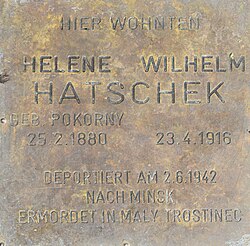 HIER WOHNTEN
HELENE WILHELM
HATSCHEK
GEB. POKORNY
25.2.1880 23.4.1916
DEPORTIERT AM 2.6.1942
NACH MINSK
ERMORDET IN MALY TROSTINEC